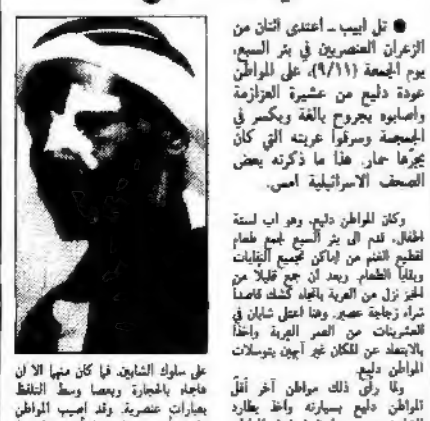 ● تل ابيب ـ اعتدى اثنان من
الزعران العنصريين في بئر السبع،
يوم الجمعة (٩/١١)، على المواطن
عودة دليع من عشيرة العزازمة
واصابوه بجروح بالغة وبكسر في
الجمجمة وسرقوا عربته التي كان
يجرها حمار. هذا ما ذكرته بعض
الصحف الاسرائيلية امس.
وكان المواطن دليع، وهو اب لستة
اطفال، قدم الى بئر السبع لجمع طعام
لقطيع الغنم من اماكن تجميع النفايات
وبقايا الطعام. وبعد ان جمع قليلاً من
الخبز نزل من العربة باتجاه كشك قاصداً
شراء زجاجة عصير. وهنا اعتلى شابان في
العشرينات من العمر العربة واخذا
بالابتعاد عن المكان غير آبهين بتوسلات
المواطن دليع.
ولما رأى ذلك مواطن آخر أقلّ
المواطن دليع بسيارته واخذ يطارد
على سلوك الشابين. فما كان منهما الا ان
هاجماه بالحجارة وبعصا وسط التلفظ
بعبارات عنصرية. وقد اصيب المواطن